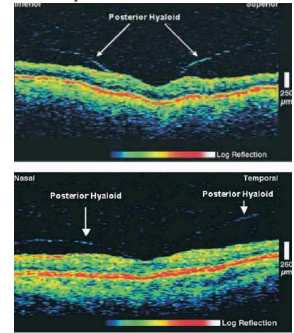 Inferior Superior
Posterior Hyaloid
250
µm
Log Reflection
Nasal Temporal
Posterior Hyaloid
Posterior Hyaloid
250
µm
Log Reflection